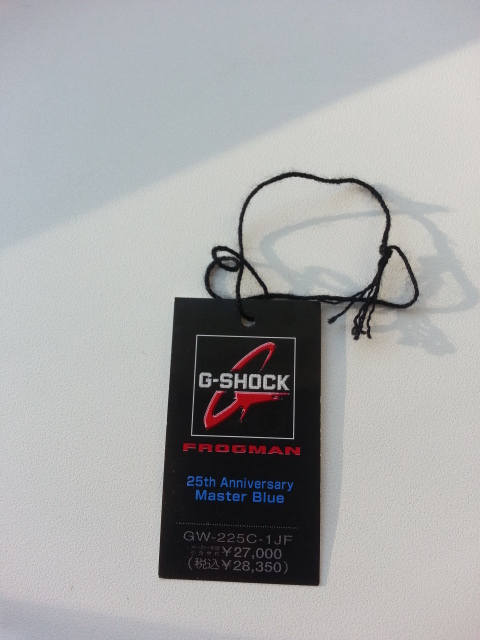 G-SHOCK
FROGMAN
25th Anniversary
Master Blue
GW-225C-1JF
¥27,000
(税込¥28,350)